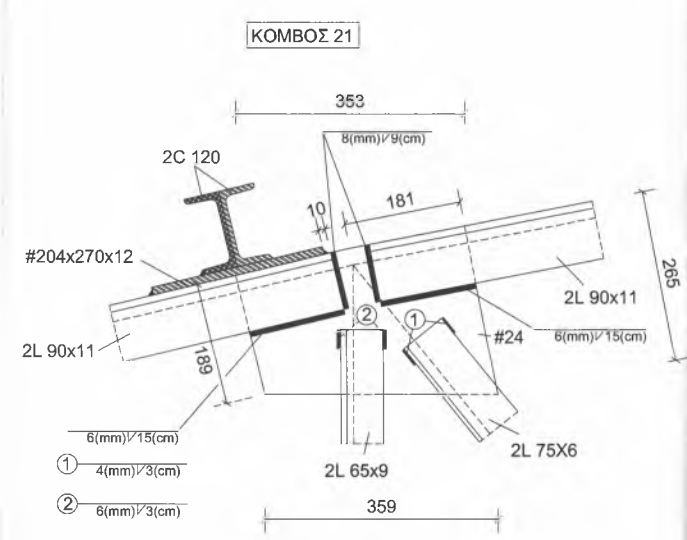 ΚΟΜΒΟΣ 21
353
8(mm)⊿9(cm)
2C 120
10
181
#204x270x12
265
2L 90x11
2L 90x11
2
1
#24
6(mm)⊿15(cm)
189
6(mm)⊿15(cm)
2L 75X6
1
4(mm)⊿3(cm)
2L 65x9
2
6(mm)⊿3(cm)
359